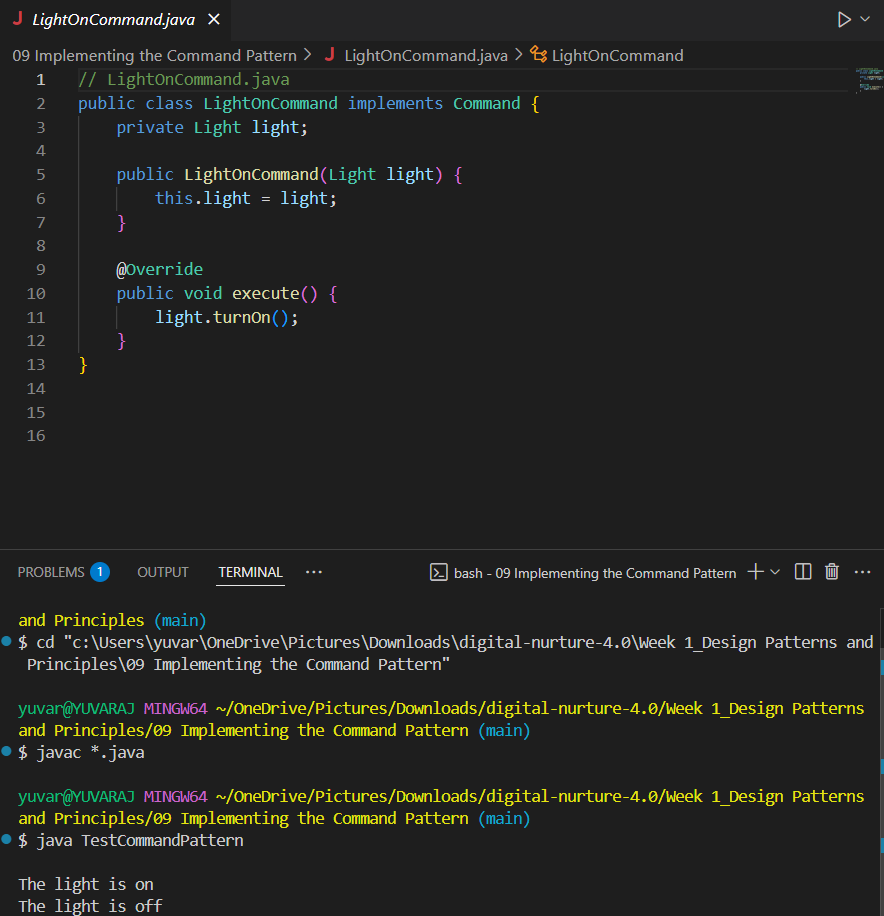 J LightOnCommand.java ×
09 Implementing the Command Pattern > J LightOnCommand.java > LightOnCommand
1 // LightOnCommand.java
2 public class LightOnCommand implements Command {
3     private Light light;
4
5     public LightOnCommand(Light light) {
6         this.light = light;
7     }
8
9     @Override
10     public void execute() {
11         light.turnOn();
12     }
13 }
14
15
16
PROBLEMS 1 OUTPUT TERMINAL ··· bash - 09 Implementing the Command Pattern ···
and Principles (main)
$ cd "c:\Users\yuvar\OneDrive\Pictures\Downloads\digital-nurture-4.0\Week 1_Design Patterns and
 Principles\09 Implementing the Command Pattern"
yuvar@YUVARAJ MINGW64 ~/OneDrive/Pictures/Downloads/digital-nurture-4.0/Week 1_Design Patterns
and Principles/09 Implementing the Command Pattern (main)
$ javac *.java
yuvar@YUVARAJ MINGW64 ~/OneDrive/Pictures/Downloads/digital-nurture-4.0/Week 1_Design Patterns
and Principles/09 Implementing the Command Pattern (main)
$ java TestCommandPattern
The light is on
The light is off